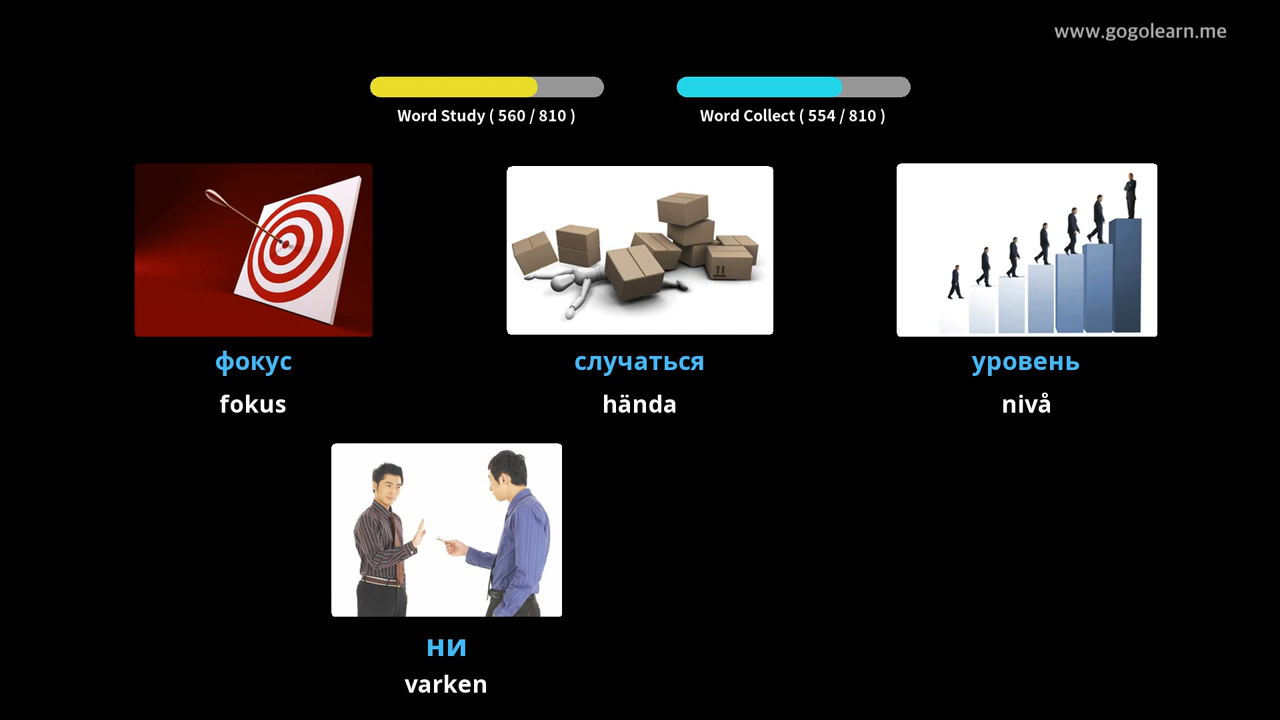 www.gogolearn.me
Word Study ( 560 / 810 )
Word Collect ( 554 / 810 )
фокус
fokus
случаться
hända
уровень
nivå
ни
varken